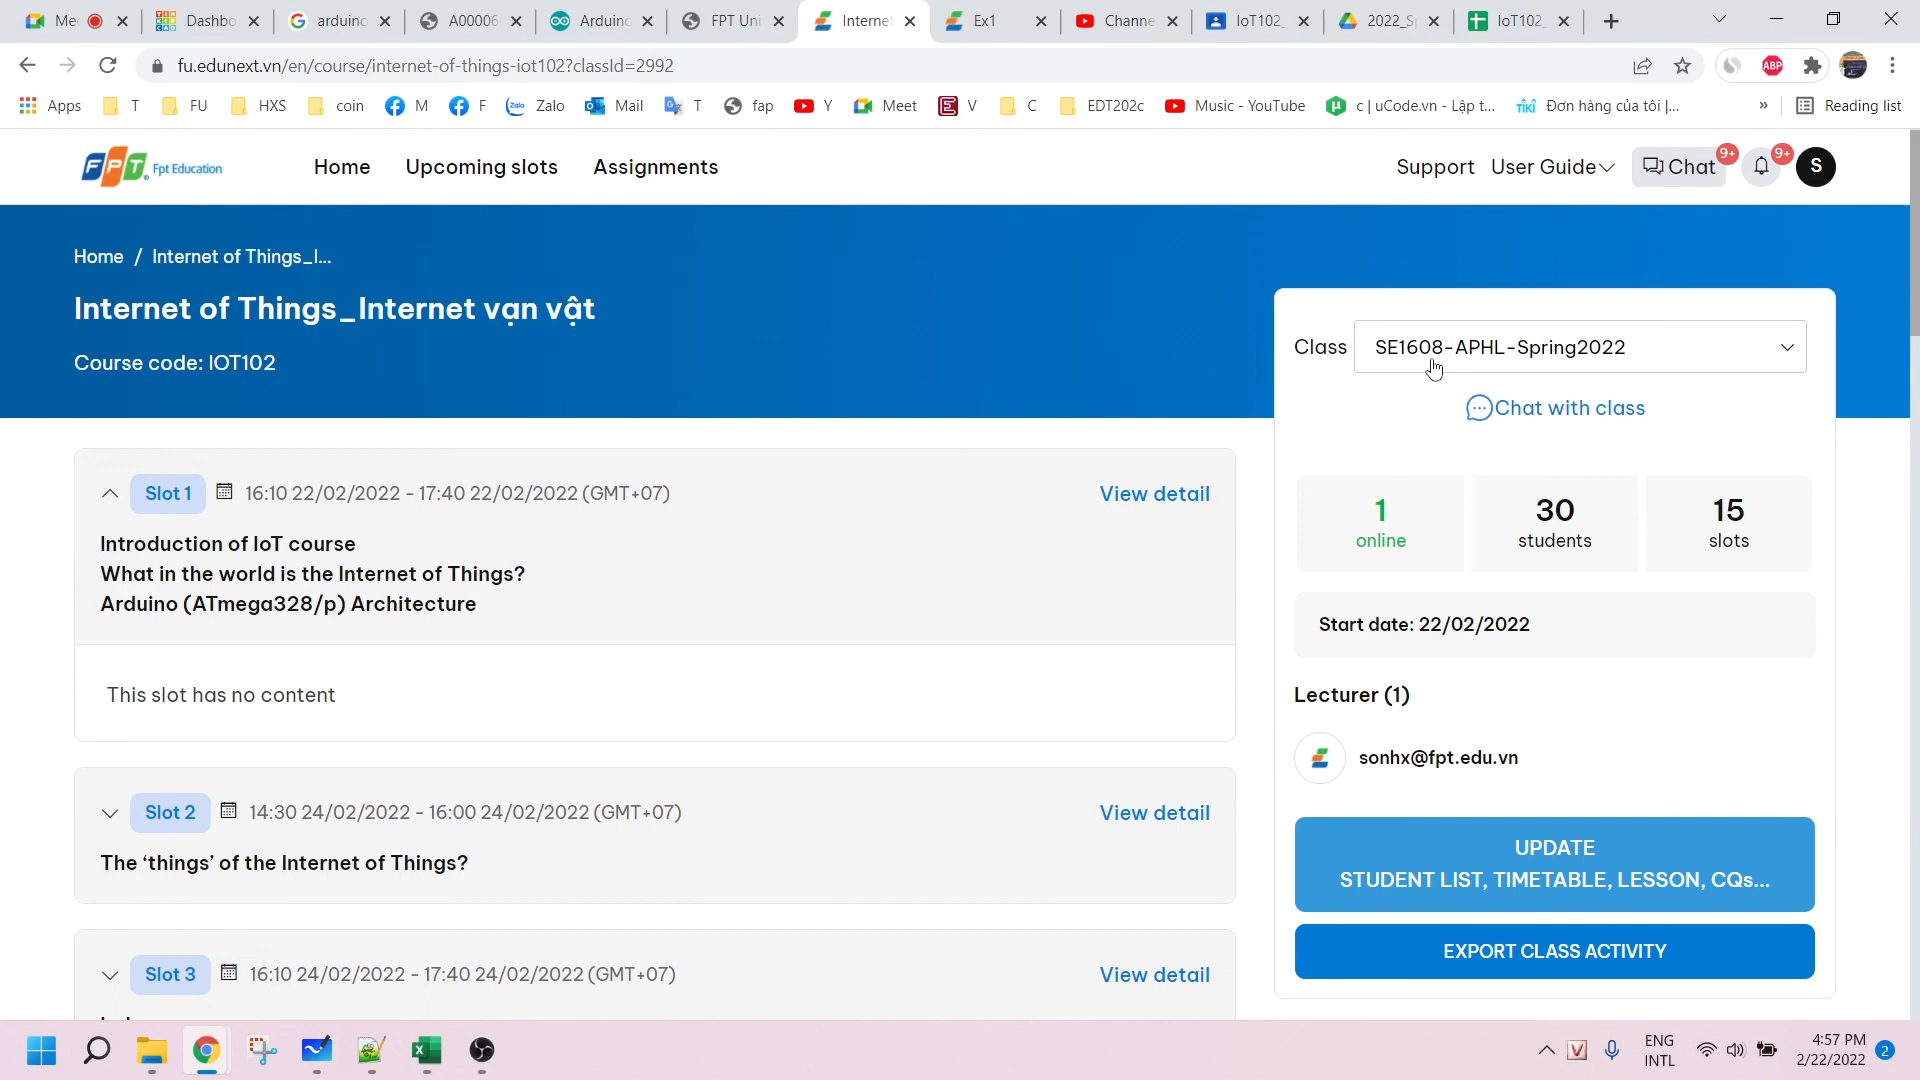 Me
Dashbo
arduino
A00006
Arduino
FPT Uni
Internet
Ex1
Channe
IoT102_
2022_S
IoT102_
fu.edunext.vn/en/course/internet-of-things-iot102?classId=2992
ABP
Apps
T
FU
HXS
coin
M
F
Zalo
Mail
T
fap
Y
Meet
V
C
EDT202c
Music - YouTube
c | uCode.vn - Lập t...
Đơn hàng của tôi |...
»
Reading list
FPT Fpt Education
Home
Upcoming slots
Assignments
Support
User Guide
Chat
9+
9+
S
Home / Internet of Things_I...
Internet of Things_Internet vạn vật
Course code: IOT102
Class
SE1608-APHL-Spring2022
Chat with class
1
online
30
students
15
slots
Start date: 22/02/2022
Lecturer (1)
sonhx@fpt.edu.vn
UPDATE
STUDENT LIST, TIMETABLE, LESSON, CQs...
EXPORT CLASS ACTIVITY
Slot 1
16:10 22/02/2022 - 17:40 22/02/2022 (GMT+07)
View detail
Introduction of IoT course
What in the world is the Internet of Things?
Arduino (ATmega328/p) Architecture
This slot has no content
Slot 2
14:30 24/02/2022 - 16:00 24/02/2022 (GMT+07)
View detail
The ‘things’ of the Internet of Things?
Slot 3
16:10 24/02/2022 - 17:40 24/02/2022 (GMT+07)
View detail
ENG
INTL
4:57 PM
2/22/2022
2